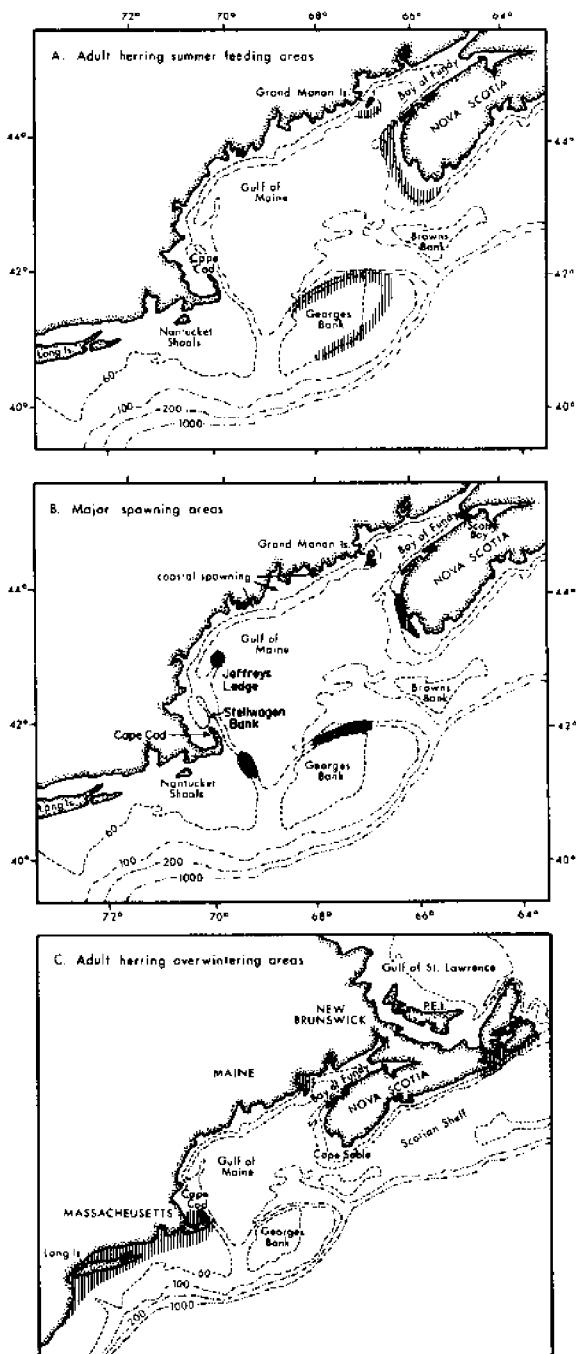 72° 70° 68° 66° 64°
A. Adult herring summer feeding areas
Grand Manan Is.
Bay of Fundy
NOVA SCOTIA
44° 44°
Gulf of
Maine
Browns
Bank
Cape
Cod
42° 42°
Georges
Bank
Nantucket
Shoals
Long Is.
60
100 200
1000
40° 40°
B. Major spawning areas
Grand Manan Is.
Bay of Fundy
Scots
Bay
NOVA SCOTIA
coastal spawning
44° 44°
Gulf of
Maine
Jeffreys
Ledge
Browns
Bank
Stellwagen
Bank
42° 42°
Cape Cod
Georges
Bank
Nantucket
Shoals
Long Is.
60
100 200
1000
40° 40°
72° 70° 68° 66° 64°
C. Adult herring overwintering areas
Gulf of St. Lawrence
P.E.I.
NEW
BRUNSWICK
MAINE
Bay of Fundy
NOVA SCOTIA
Scotian Shelf
Cape Sable
Gulf of
Maine
Cape
Cod
MASSACHEUSETTS
Georges
Bank
Long Is.
60
100
200 1000